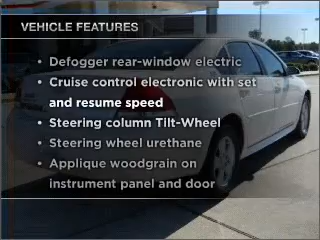 VEHICLE FEATURES
• Defogger rear-window electric
• Cruise control electronic with set
and resume speed
• Steering column Tilt-Wheel
• Steering wheel urethane
• Applique woodgrain on
instrument panel and door